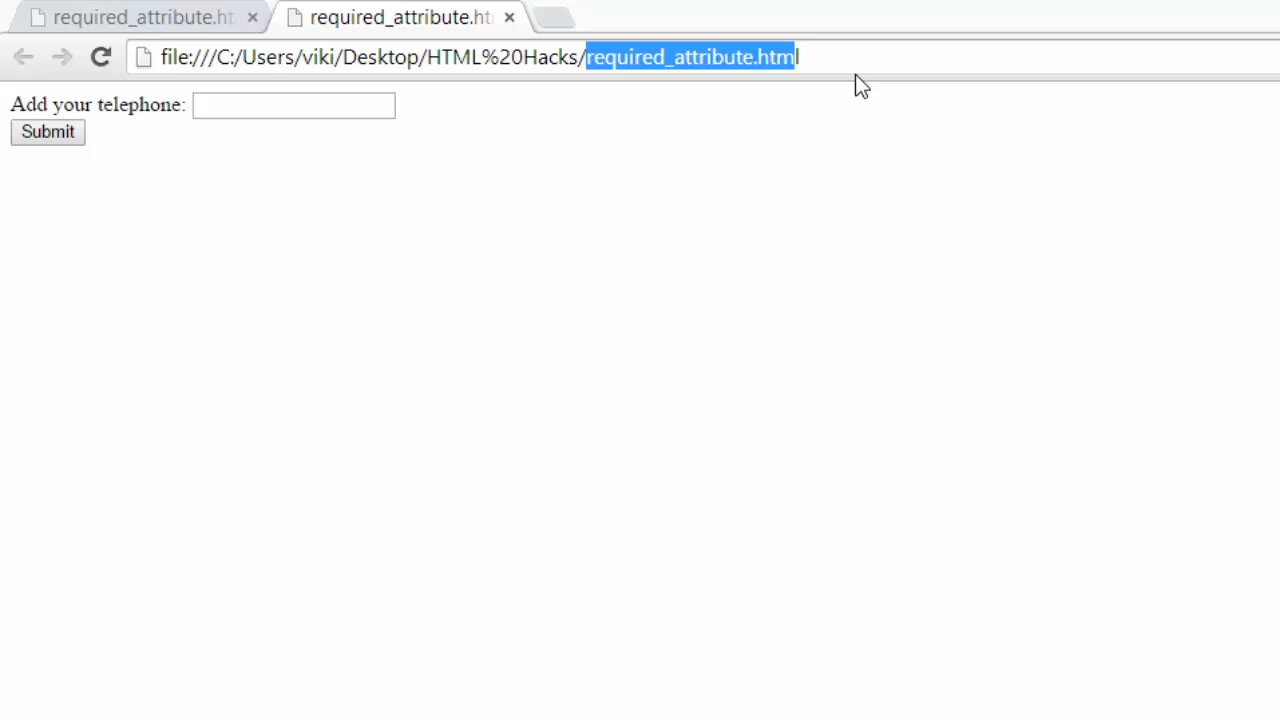 required_attribute.ht
required_attribute.ht
file:///C:/Users/viki/Desktop/HTML%20Hacks/required_attribute.html
Add your telephone:
Submit